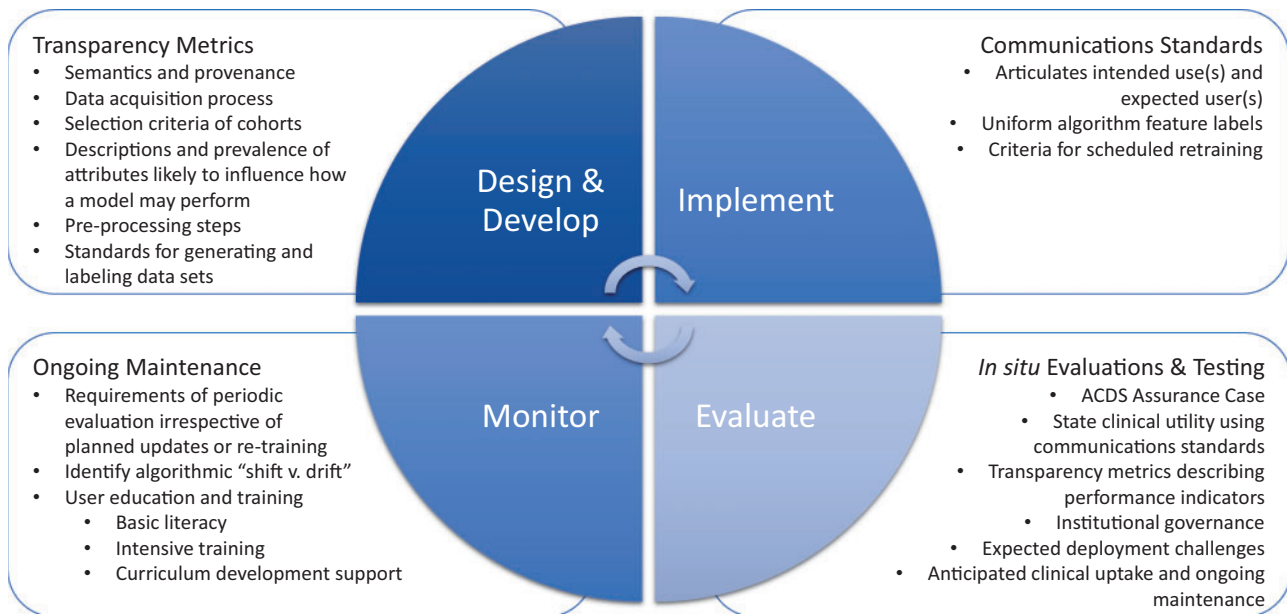 Transparency Metrics
• Semantics and provenance
• Data acquisition process
• Selection criteria of cohorts
• Descriptions and prevalence of
attributes likely to influence how
a model may perform
• Pre-processing steps
• Standards for generating and
labeling data sets
Design &
Develop
Implement
Communications Standards
• Articulates intended use(s) and
expected user(s)
• Uniform algorithm feature labels
• Criteria for scheduled retraining
Ongoing Maintenance
• Requirements of periodic
evaluation irrespective of
planned updates or re-training
• Identify algorithmic “shift v. drift”
• User education and training
• Basic literacy
• Intensive training
• Curriculum development support
Monitor
Evaluate
In situ Evaluations & Testing
• ACDS Assurance Case
• State clinical utility using
communications standards
• Transparency metrics describing
performance indicators
• Institutional governance
• Expected deployment challenges
• Anticipated clinical uptake and ongoing
maintenance